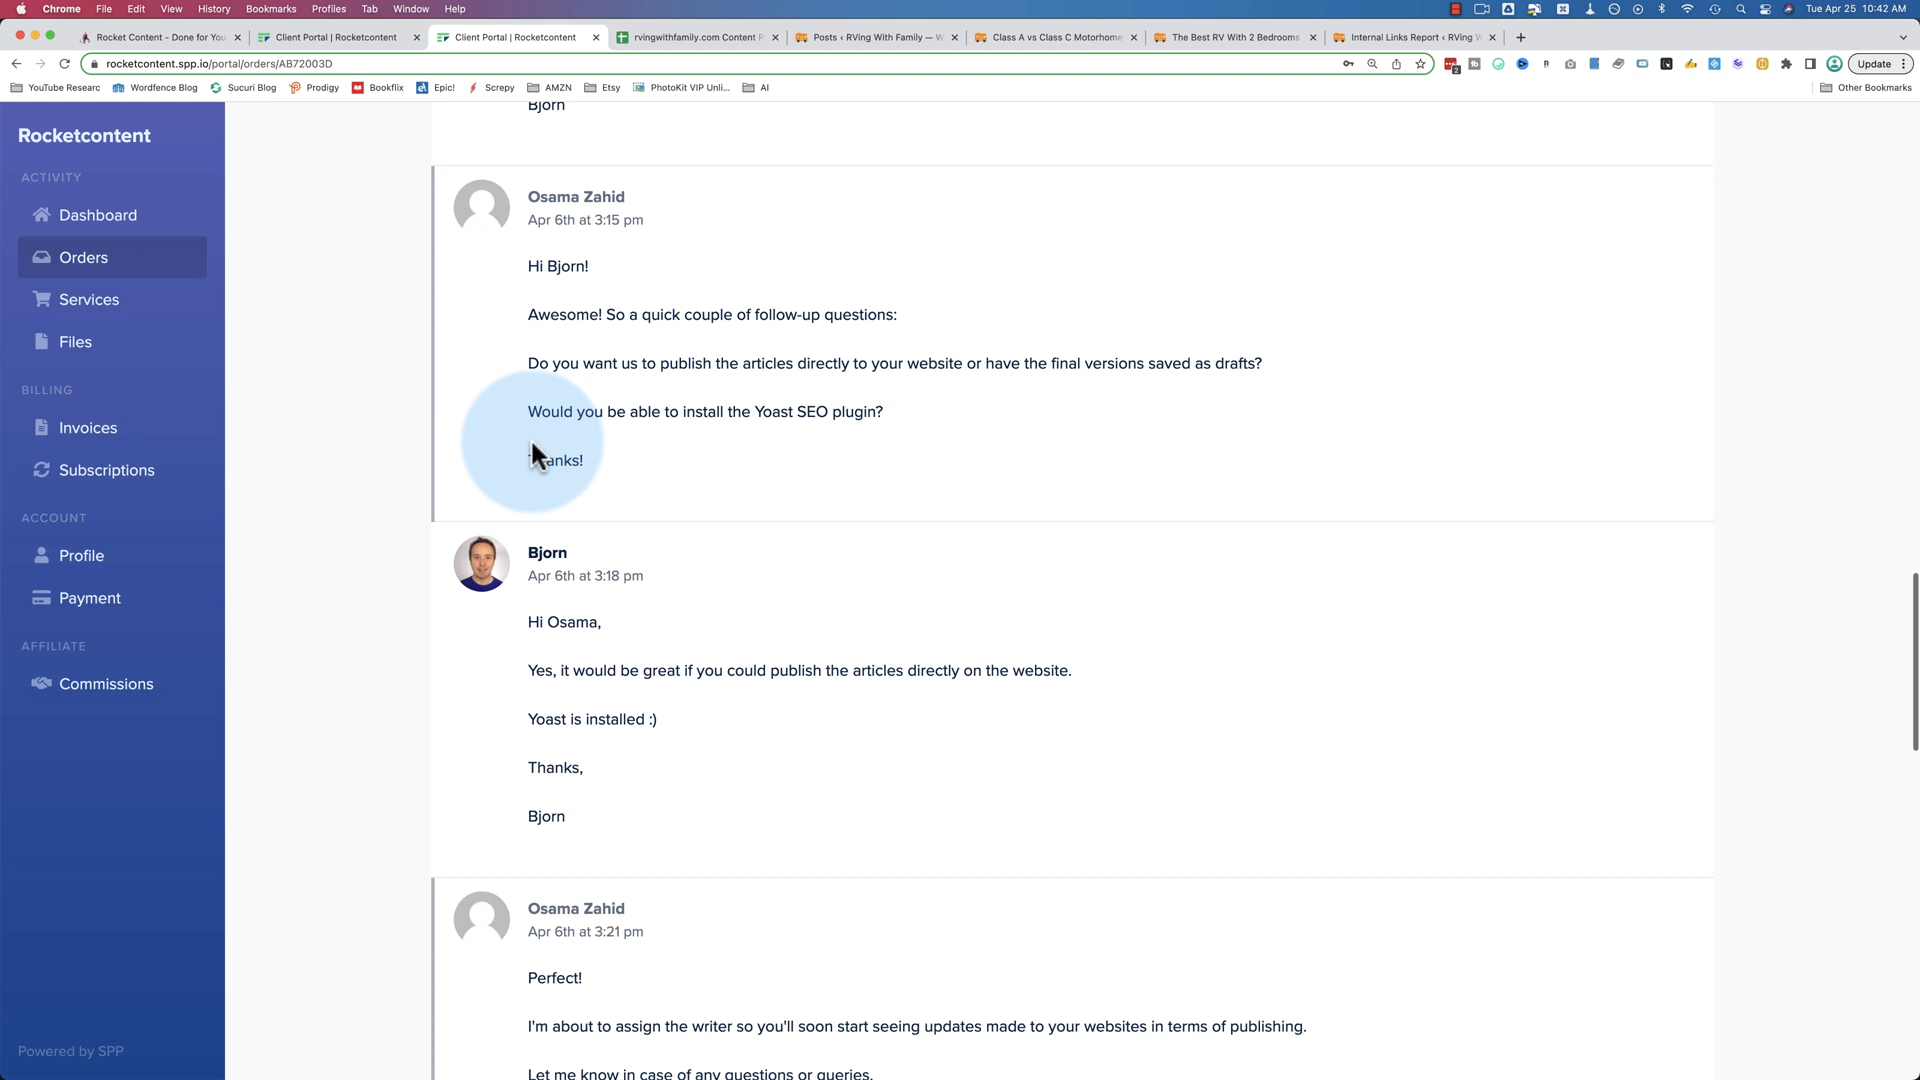 Chrome File Edit View History Bookmarks Profiles Tab Window Help Tue Apr 25 10:42 AM
Rocket Content - Done for You Client Portal | Rocketcontent Client Portal | Rocketcontent rvingwithfamily.com Content P Posts ‹ RVing With Family — W Class A vs Class C Motorhome The Best RV With 2 Bedrooms Internal Links Report ‹ RVing W
rocketcontent.spp.io/portal/orders/AB72003D Update
YouTube Researc Wordfence Blog Sucuri Blog Prodigy Bookflix Epic! Screpy AMZN Etsy PhotoKit VIP Unli... AI Other Bookmarks
Rocketcontent
ACTIVITY
Dashboard
Orders
Services
Files
BILLING
Invoices
Subscriptions
ACCOUNT
Profile
Payment
AFFILIATE
Commissions
Powered by SPP
Bjorn
Osama Zahid
Apr 6th at 3:15 pm
Hi Bjorn!
Awesome! So a quick couple of follow-up questions:
Do you want us to publish the articles directly to your website or have the final versions saved as drafts?
Would you be able to install the Yoast SEO plugin?
Thanks!
Bjorn
Apr 6th at 3:18 pm
Hi Osama,
Yes, it would be great if you could publish the articles directly on the website.
Yoast is installed :)
Thanks,
Bjorn
Osama Zahid
Apr 6th at 3:21 pm
Perfect!
I'm about to assign the writer so you'll soon start seeing updates made to your websites in terms of publishing.
Let me know in case of any questions or queries.